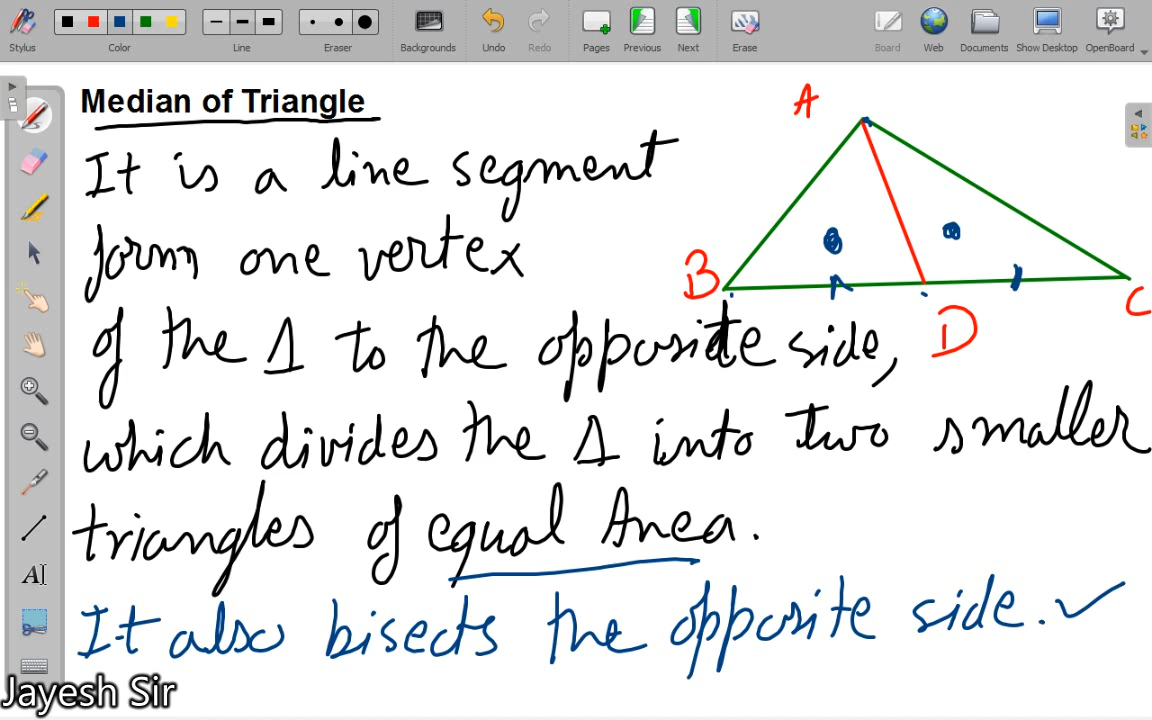 Stylus
Color
Line
Eraser
Backgrounds
Undo
Redo
Pages
Previous
Next
Erase
Board
Web
Documents
Show Desktop
OpenBoard
Median of Triangle
It is a line segment
form one vertex
of the Δ to the opposite side,
which divides the Δ into two smaller
triangles of equal Area.
It also bisects the opposite side. ✓
A
B
D
C
AI
Jayesh Sir